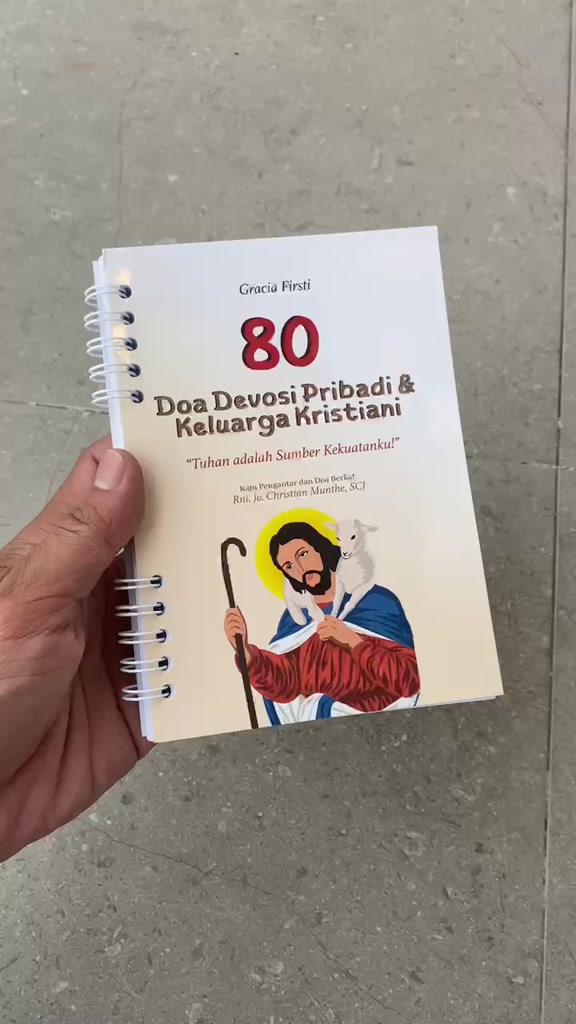 Gracia Firsti
80
Doa Devosi Pribadi &
Keluarga Kristiani
"Tuhan adalah Sumber Kekuatanku!"
Kata Pengantar dan Doa Berkat
Rm. Jo. Christian Munthe, SCJ